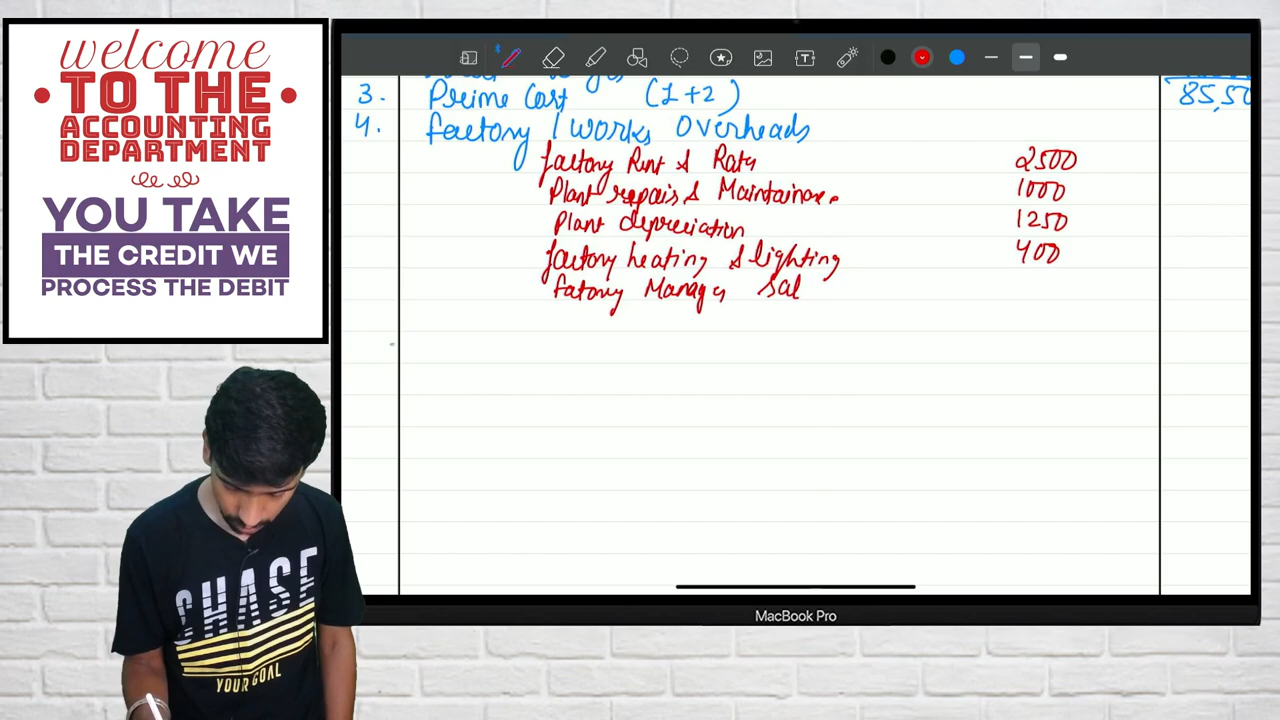 welcome
TO THE
ACCOUNTING
DEPARTMENT
YOU TAKE
THE CREDIT WE
PROCESS THE DEBIT
3. Prime Cost (1+2) 85,50
4. factory / works Overheads
factory Rent & Rates 2500
Plant repairs & Maintainance 1000
Plant depreciation 1250
factory heating & lighting 400
fatory Manager Sal
MacBook Pro
CHASE
YOUR GOAL